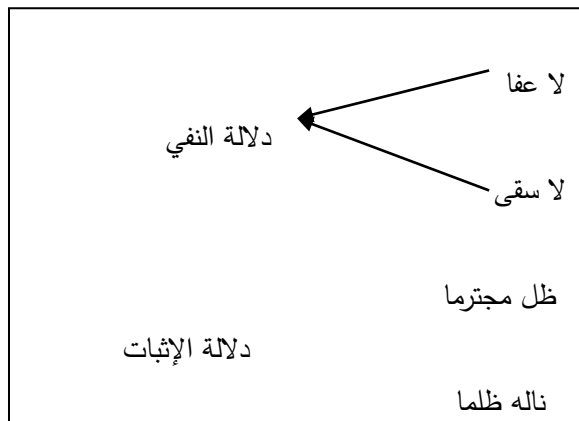 لا عفا
دلالة النفي
لا سقى
ظل مجترما
دلالة الإثبات
ناله ظلما